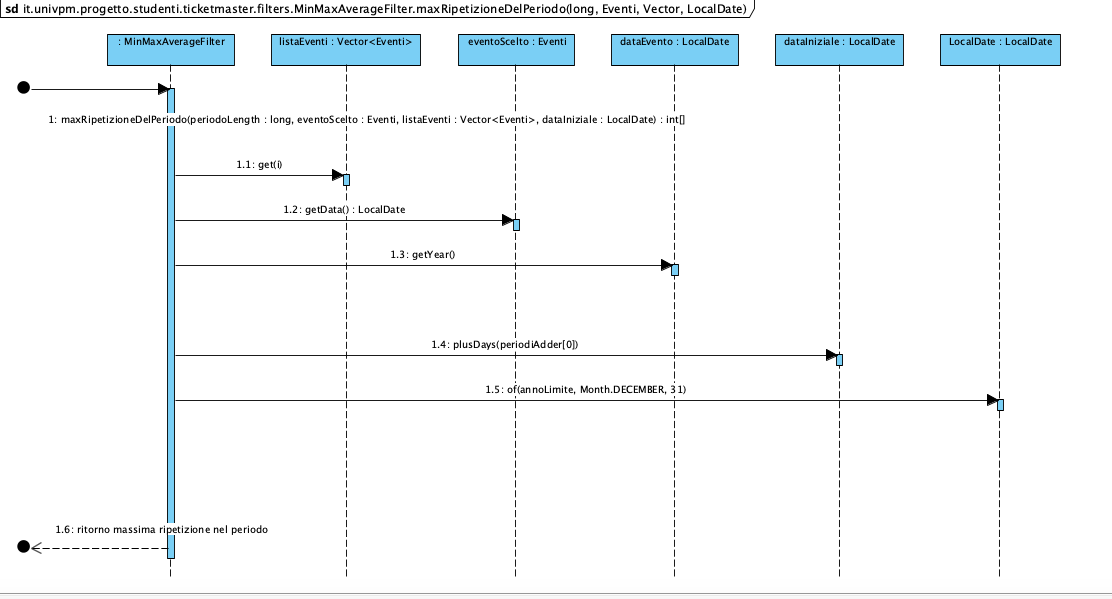 sd it.univpm.progetto.studenti.ticketmaster.filters.MinMaxAverageFilter.maxRipetizioneDelPeriodo(long, Eventi, Vector, LocalDate)
: MinMaxAverageFilter
listaEventi : Vector<Eventi>
eventoScelto : Eventi
dataEvento : LocalDate
dataIniziale : LocalDate
LocalDate : LocalDate
1: maxRipetizioneDelPeriodo(periodoLength : long, eventoScelto : Eventi, listaEventi : Vector<Eventi>, dataIniziale : LocalDate) : int[]
1.1: get(i)
1.2: getData() : LocalDate
1.3: getYear()
1.4: plusDays(periodiAdder[0])
1.5: of(annoLimite, Month.DECEMBER, 31)
1.6: ritorno massima ripetizione nel periodo